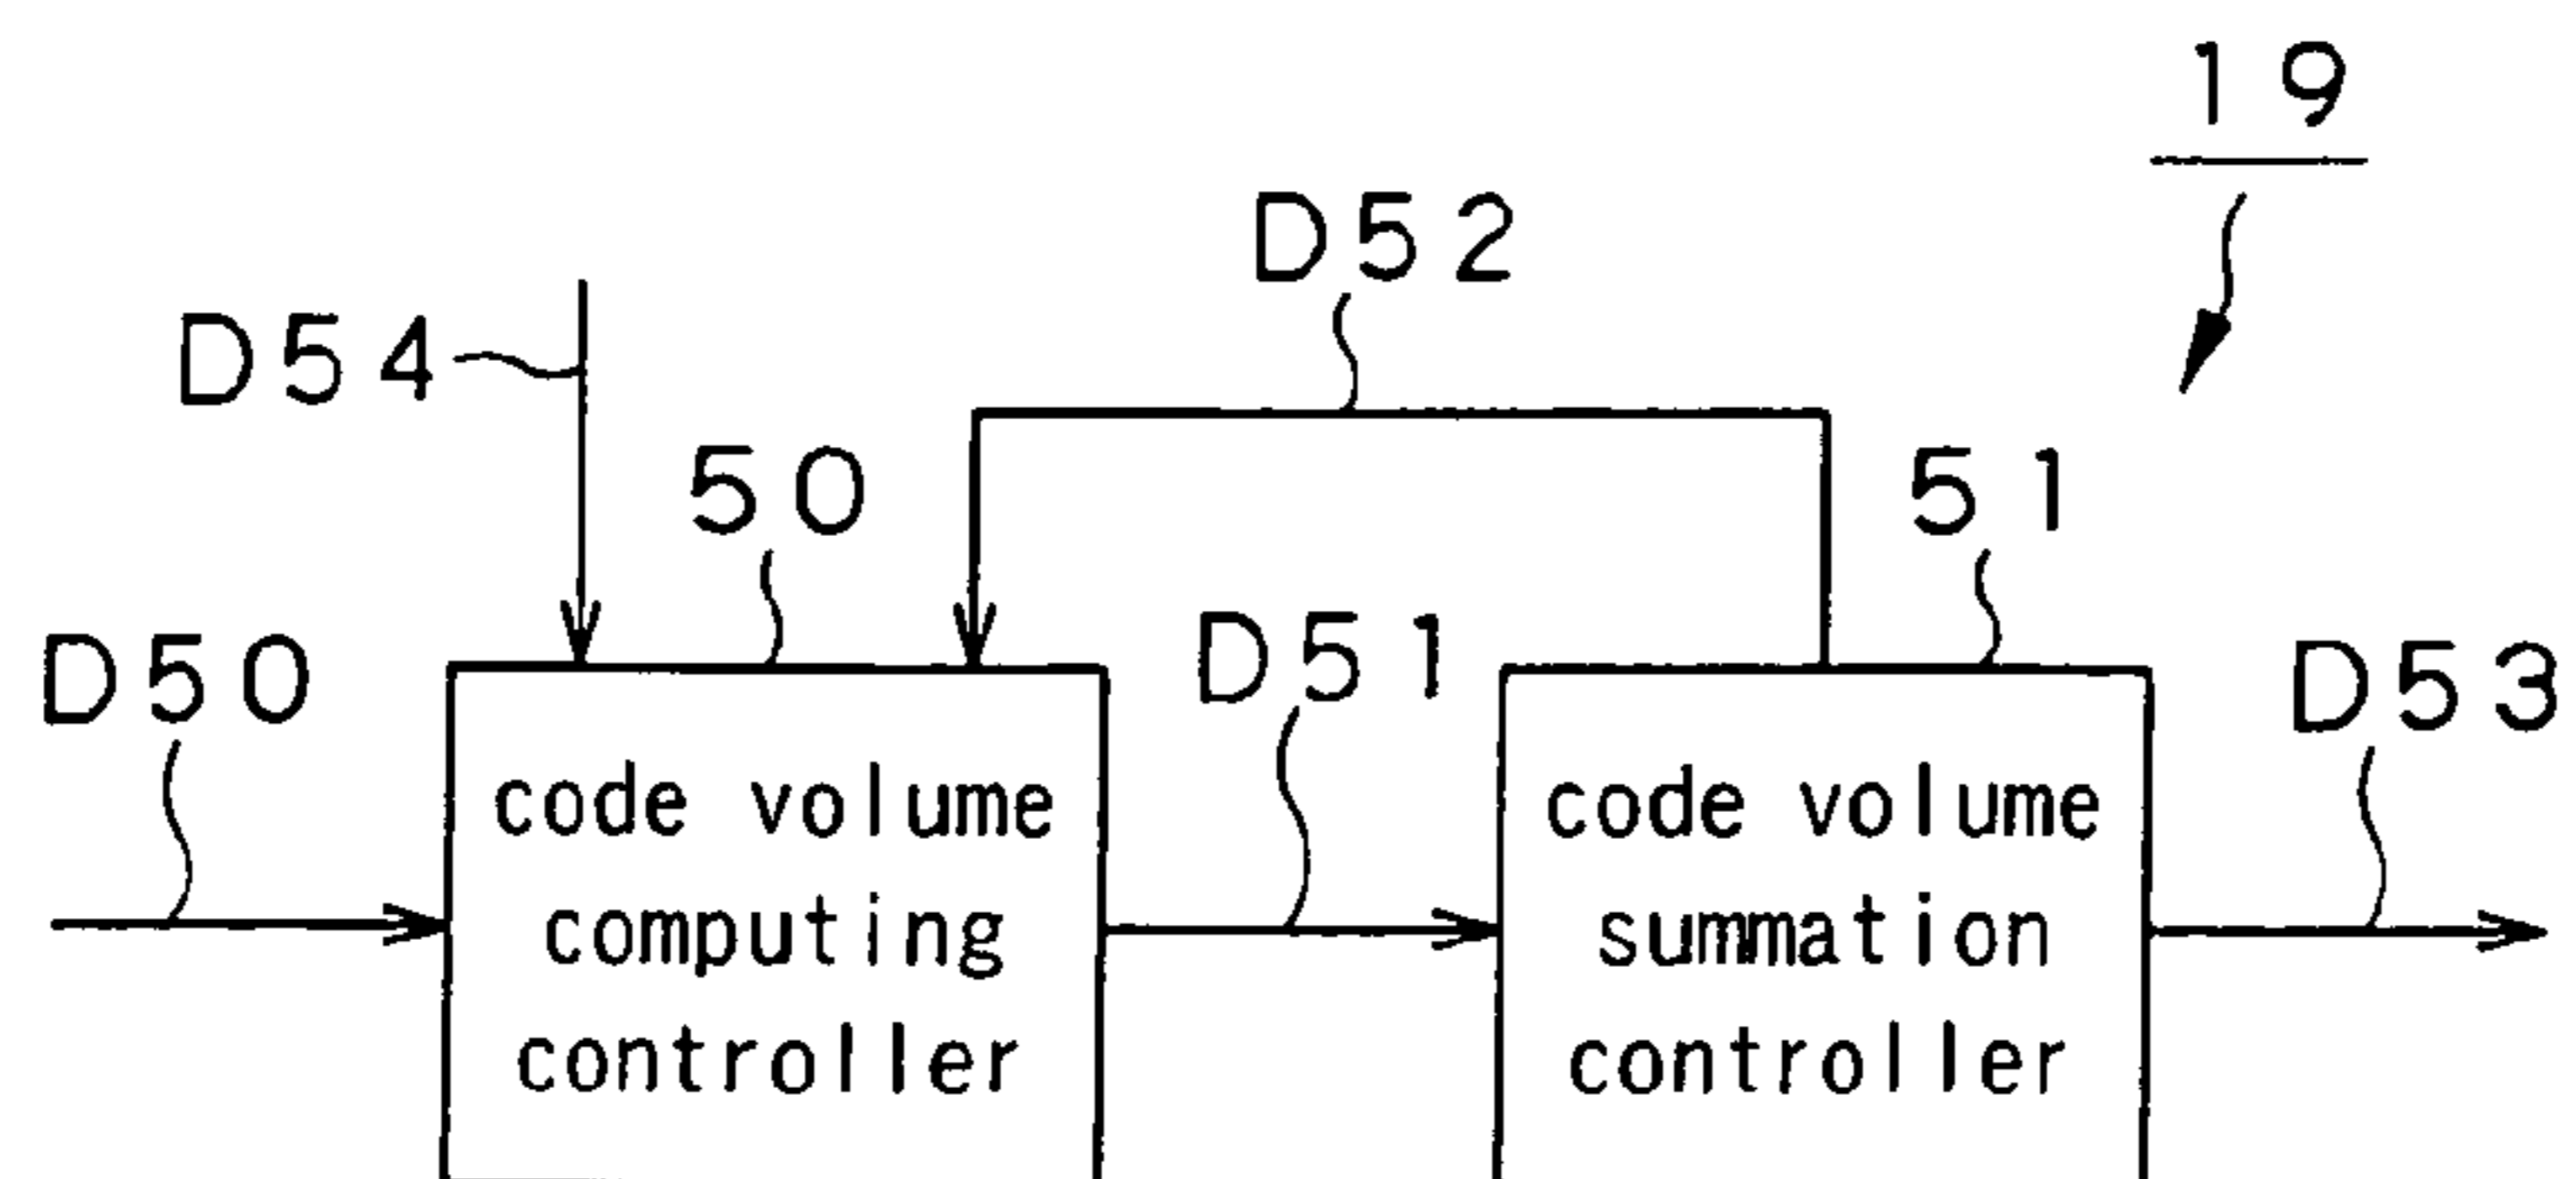 19
D52
D54
50
51
D50
D51
D53
code volume
computing
controller
code volume
summation
controller